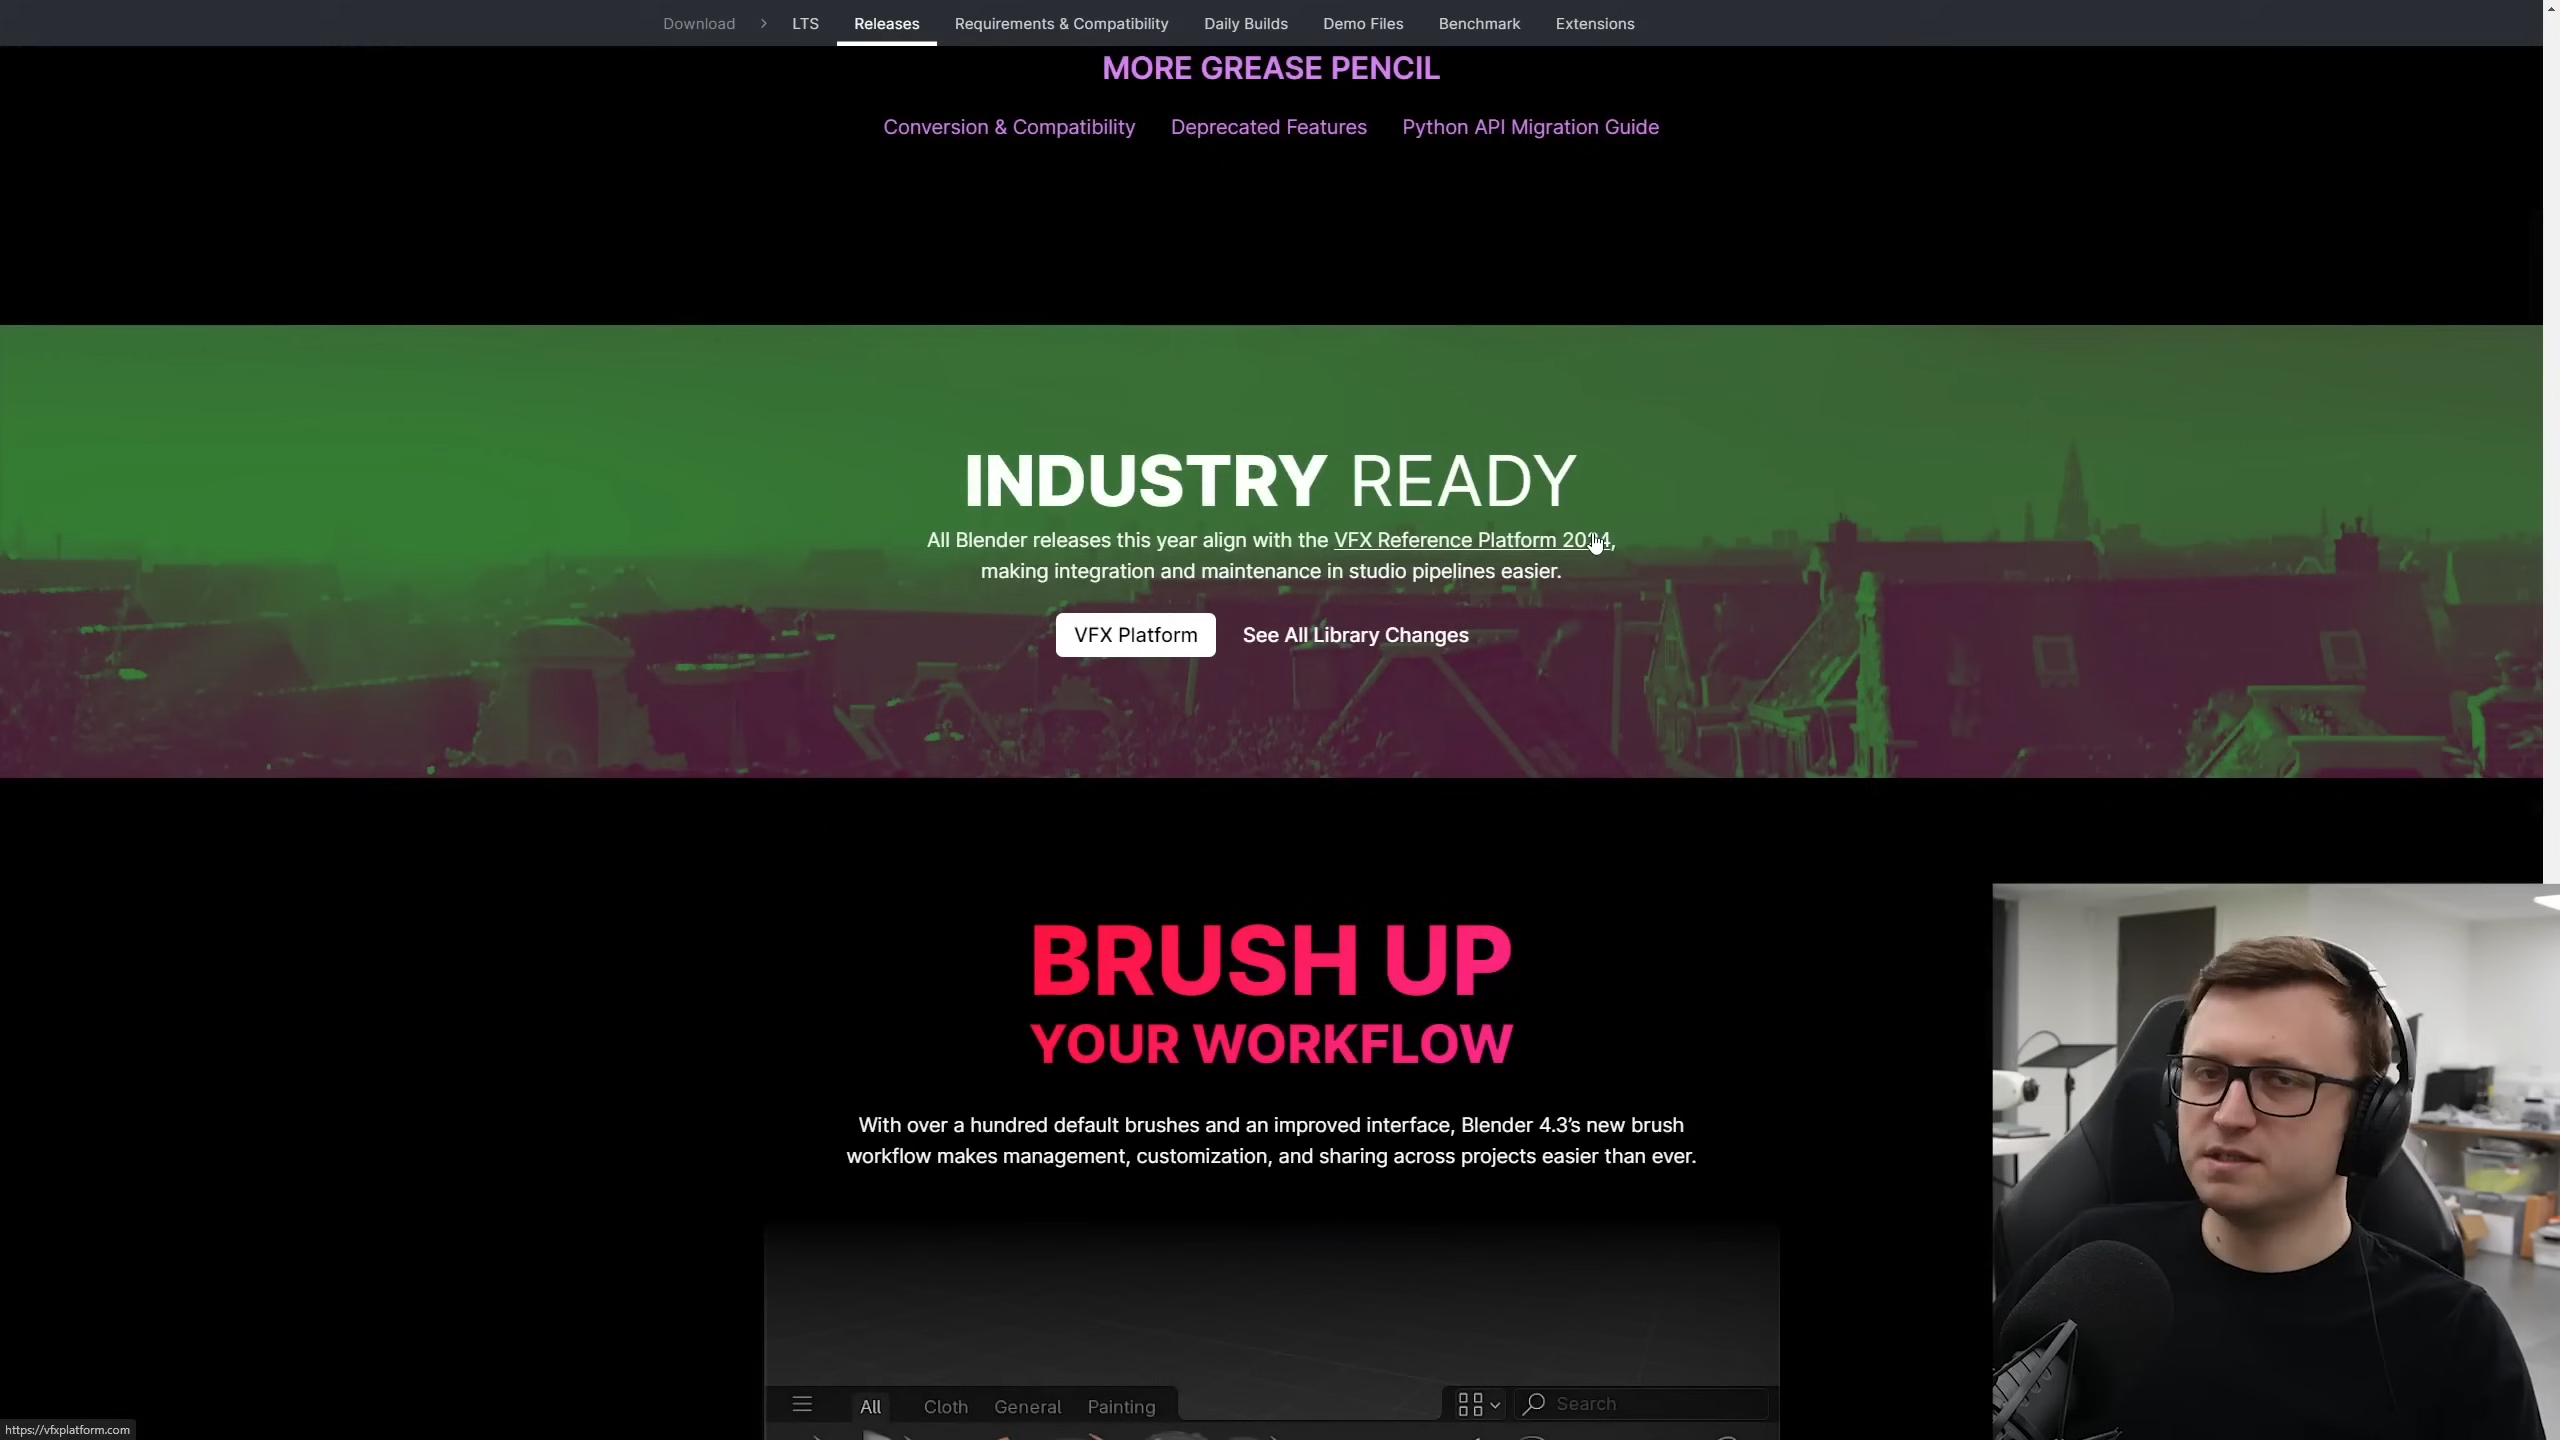 Download > LTS Releases Requirements & Compatibility Daily Builds Demo Files Benchmark Extensions
MORE GREASE PENCIL
Conversion & Compatibility Deprecated Features Python API Migration Guide
INDUSTRY READY
All Blender releases this year align with the VFX Reference Platform 2024,
making integration and maintenance in studio pipelines easier.
VFX Platform See All Library Changes
BRUSH UP
YOUR WORKFLOW
With over a hundred default brushes and an improved interface, Blender 4.3’s new brush
workflow makes management, customization, and sharing across projects easier than ever.
All Cloth General Painting Search
https://vfxplatform.com